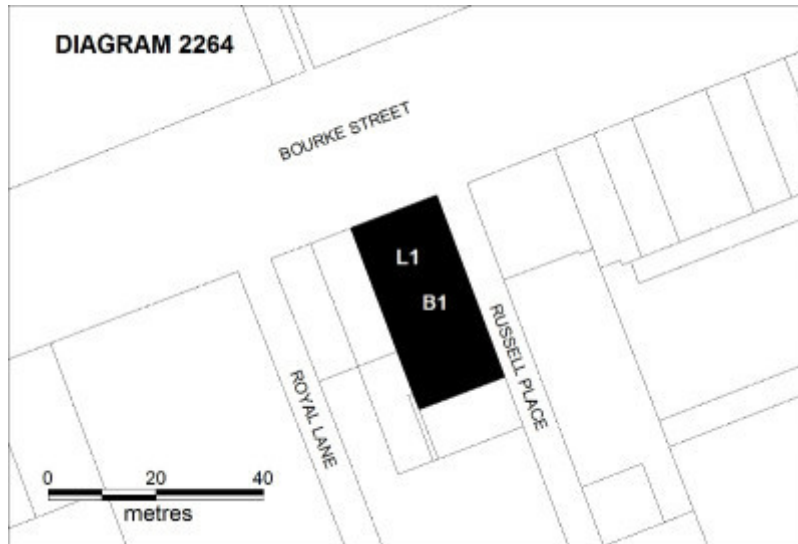 DIAGRAM 2264
BOURKE STREET
L1
B1
RUSSELL PLACE
ROYAL LANE
0 20 40
metres